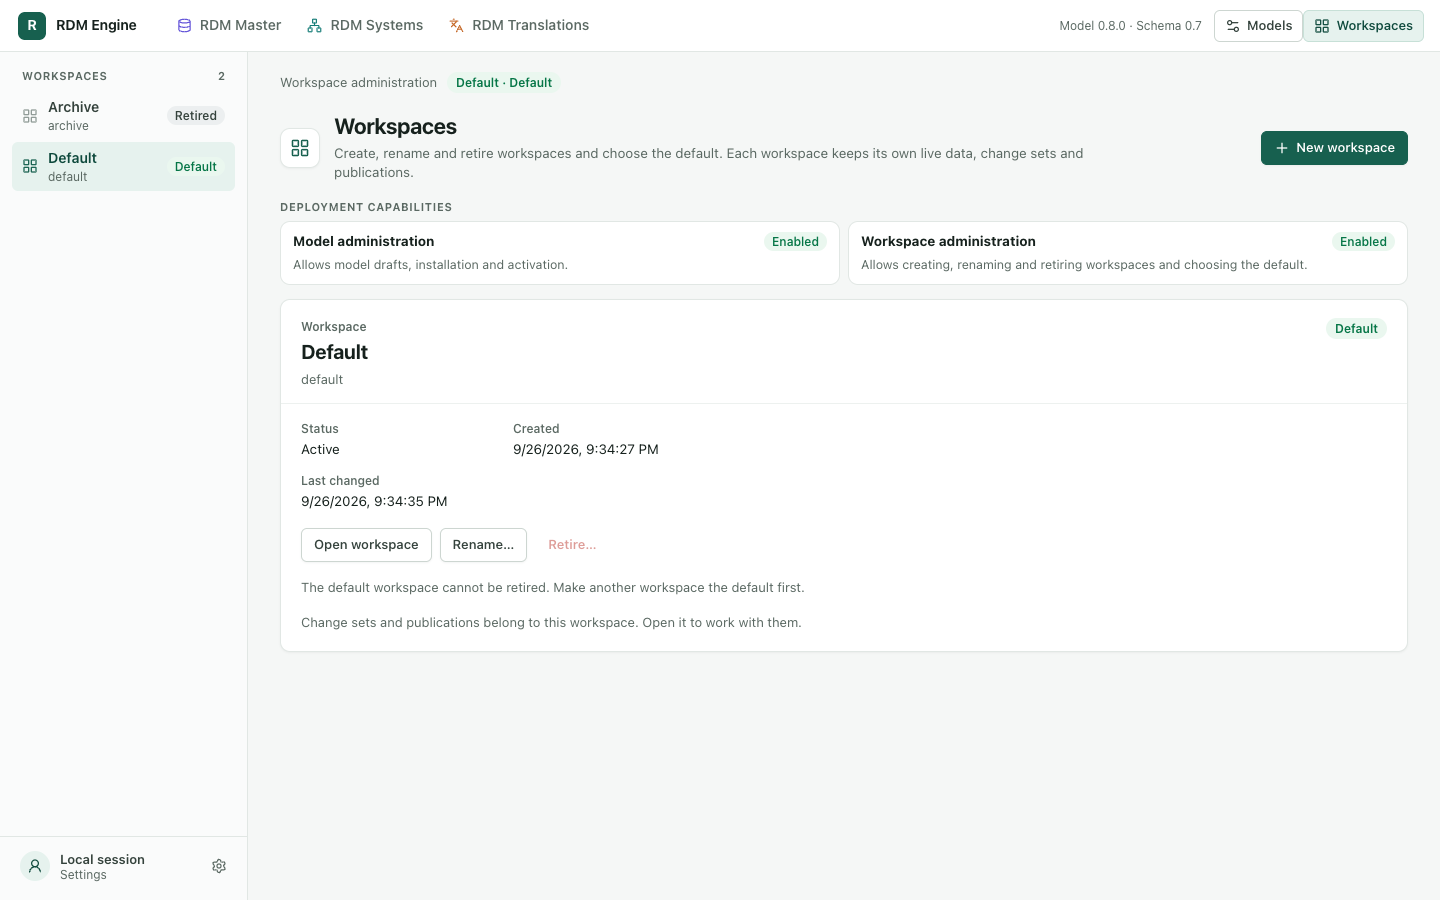 R RDM Engine
RDM Master
RDM Systems
RDM Translations
Model 0.8.0 · Schema 0.7
Models
Workspaces
WORKSPACES 2
Archive
archive
Retired
Default
default
Default
Workspace administration
Default · Default
Workspaces
Create, rename and retire workspaces and choose the default. Each workspace keeps its own live data, change sets and
publications.
New workspace
DEPLOYMENT CAPABILITIES
Model administration
Enabled
Allows model drafts, installation and activation.
Workspace administration
Enabled
Allows creating, renaming and retiring workspaces and choosing the default.
Workspace
Default
Default
default
Status
Active
Created
9/26/2026, 9:34:27 PM
Last changed
9/26/2026, 9:34:35 PM
Open workspace
Rename...
Retire...
The default workspace cannot be retired. Make another workspace the default first.
Change sets and publications belong to this workspace. Open it to work with them.
Local session
Settings